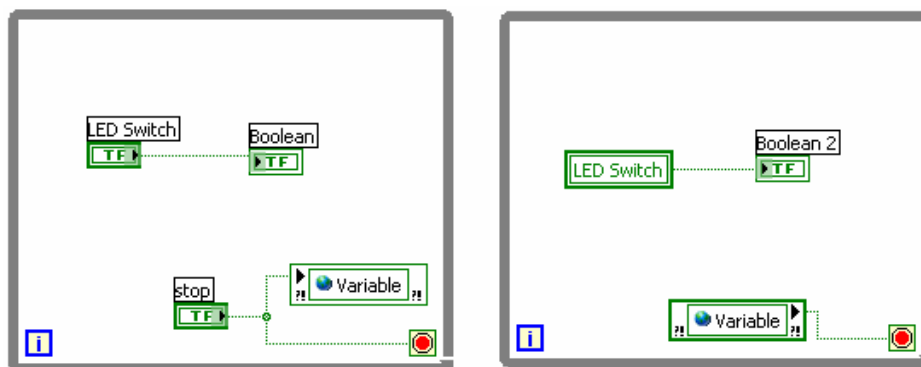 LED Switch
TF
Boolean
TF
stop
TF
?! Variable ?!
i
LED Switch
Boolean 2
TF
?! Variable ?!
i